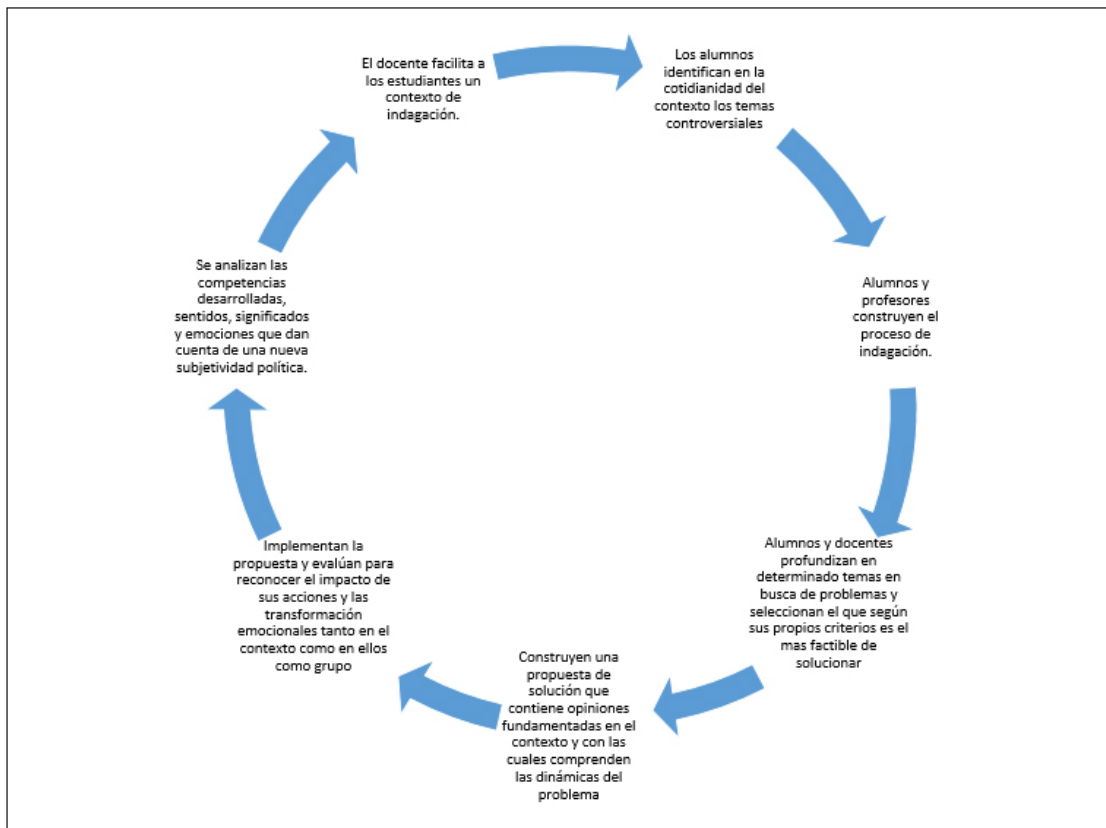 El docente facilita a
los estudiantes un
contexto de
indagación.
Los alumnos
identifican en la
cotidianidad del
contexto los temas
controversiales
Alumnos y
profesores
construyen el
proceso de
indagación.
Alumnos y docentes
profundizan en
determinado temas en
busca de problemas y
seleccionan el que según
sus propios criterios es el
mas factible de
solucionar
Construyen una
propuesta de
solución que
contiene opiniones
fundamentadas en el
contexto y con las
cuales comprenden
las dinámicas del
problema
Implementan la
propuesta y evalúan para
reconocer el impacto de
sus acciones y las
transformación
emocionales tanto en el
contexto como en ellos
como grupo
Se analizan las
competencias
desarrolladas,
sentidos, significados
y emociones que dan
cuenta de una nueva
subjetividad política.